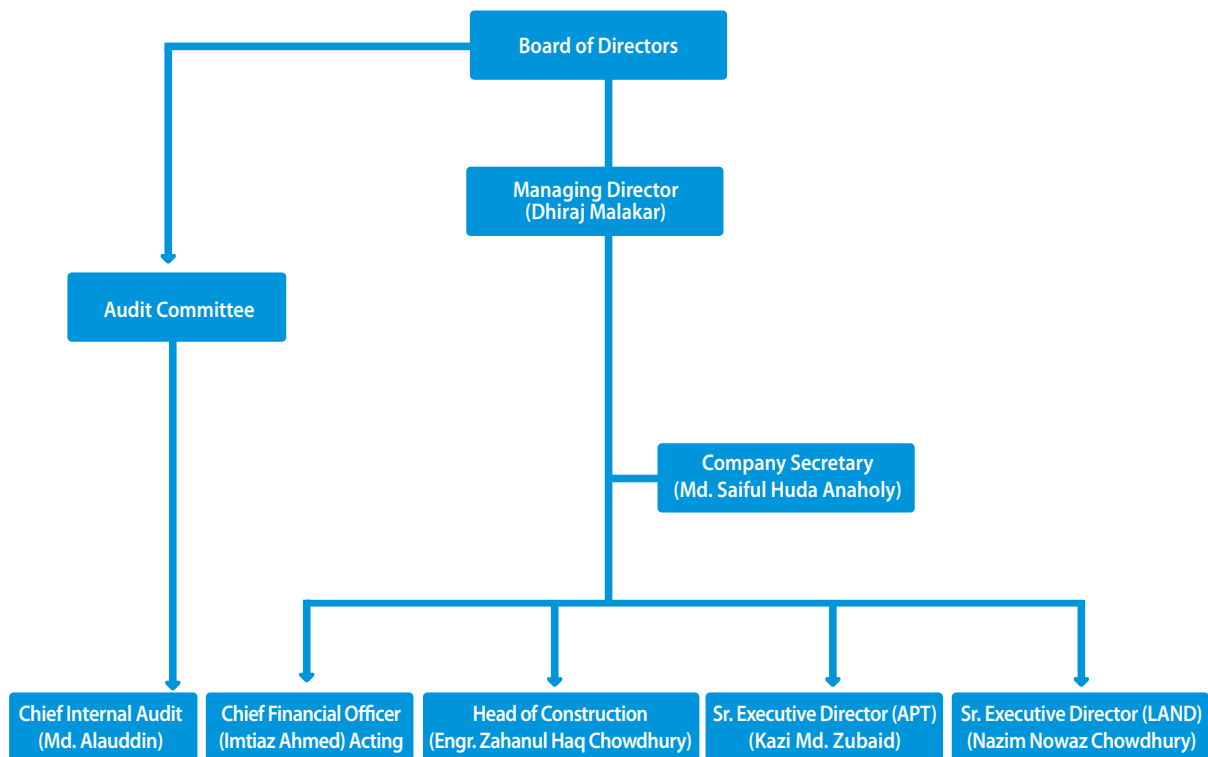 Board of Directors
Managing Director
(Dhiraj Malakar)
Audit Committee
Company Secretary
(Md. Saiful Huda Anaholy)
Chief Internal Audit
(Md. Alauddin)
Chief Financial Officer
(Imtiaz Ahmed) Acting
Head of Construction
(Engr. Zahanul Haq Chowdhury)
Sr. Executive Director (APT)
(Kazi Md. Zubaid)
Sr. Executive Director (LAND)
(Nazim Nowaz Chowdhury)